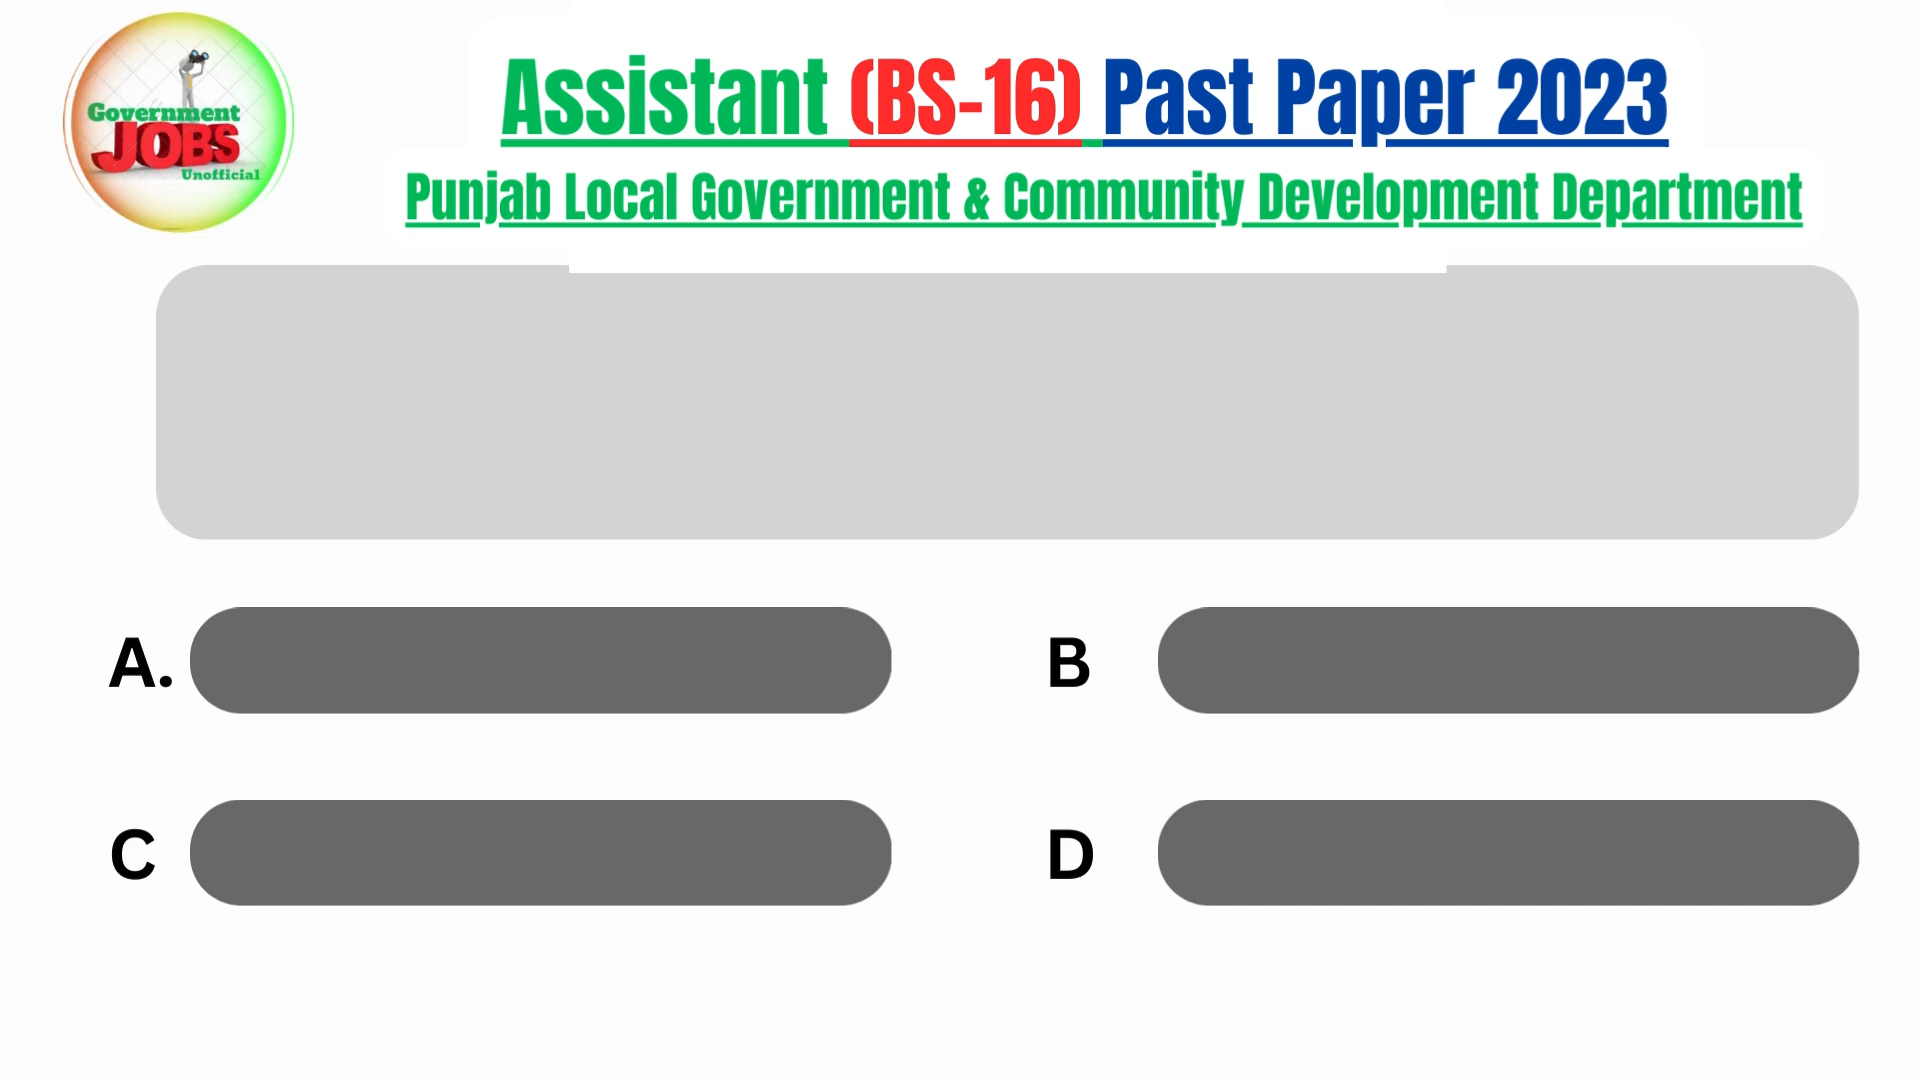 Government
JOBS
Unofficial
Assistant (BS-16) Past Paper 2023
Punjab Local Government & Community Development Department
A.
B
C
D